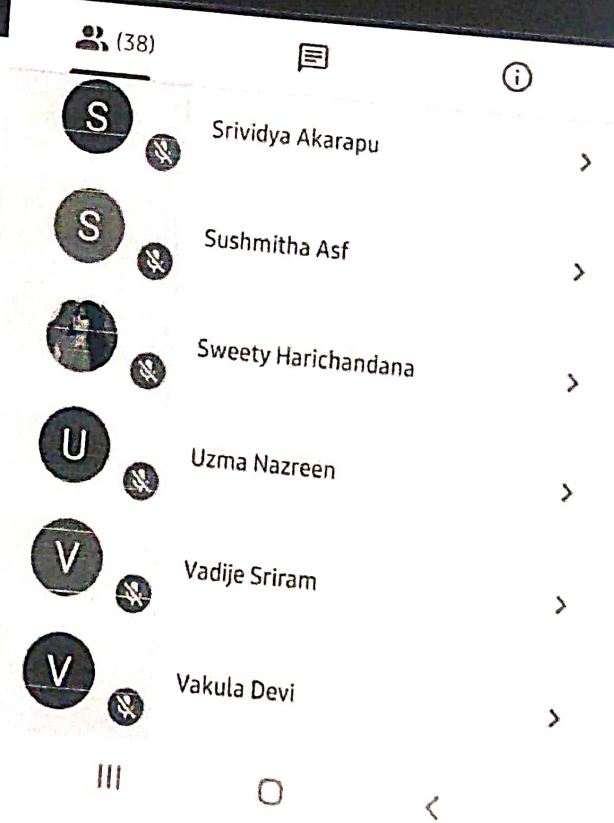 (38)
S
Srividya Akarapu
S
Sushmitha Asf
Sweety Harichandana
U
Uzma Nazreen
V
Vadije Sriram
V
Vakula Devi